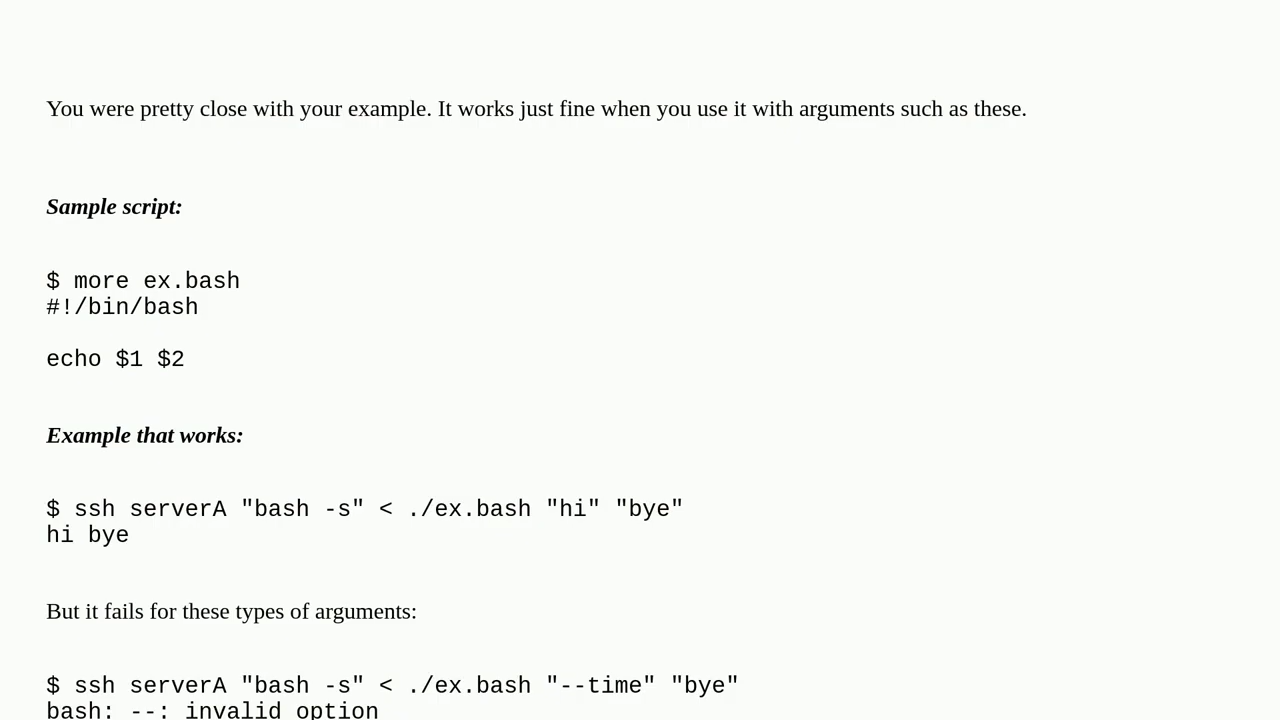 You were pretty close with your example. It works just fine when you use it with arguments such as these.
Sample script:
$ more ex.bash
#!/bin/bash
echo $1 $2
Example that works:
$ ssh serverA "bash -s" < ./ex.bash "hi" "bye"
hi bye
But it fails for these types of arguments:
$ ssh serverA "bash -s" < ./ex.bash "--time" "bye"
bash: --: invalid option